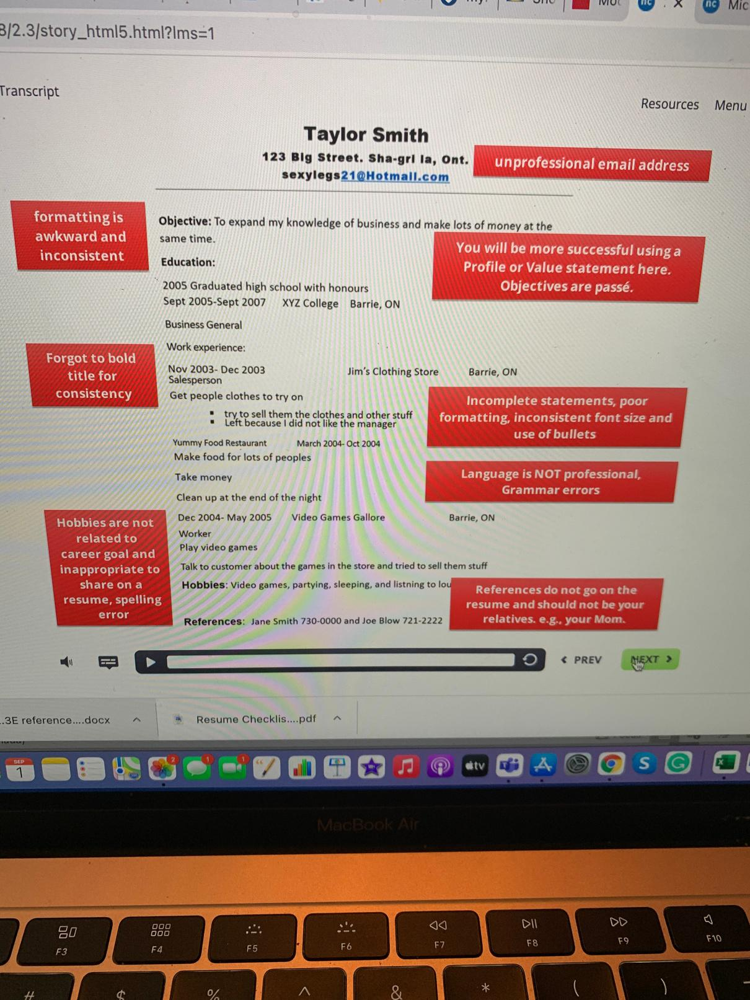 8/2.3/story_html5.html?lms=1
Transcript
Resources Menu
Taylor Smith
123 Big Street. Sha-gri la, Ont.
sexylegs21@Hotmail.com
unprofessional email address
formatting is
awkward and
inconsistent
Objective: To expand my knowledge of business and make lots of money at the
same time.
You will be more successful using a
Profile or Value statement here.
Objectives are passé.
Education:
2005 Graduated high school with honours
Sept 2005-Sept 2007 XYZ College Barrie, ON
Business General
Forgot to bold
title for
consistency
Work experience:
Nov 2003- Dec 2003 Jim's Clothing Store Barrie, ON
Salesperson
Get people clothes to try on
▪ try to sell them the clothes and other stuff
▪ Left because I did not like the manager
Incomplete statements, poor
formatting, inconsistent font size and
use of bullets
Yummy Food Restaurant March 2004- Oct 2004
Make food for lots of peoples
Take money
Clean up at the end of the night
Language is NOT professional,
Grammar errors
Dec 2004- May 2005 Video Games Gallore Barrie, ON
Worker
Play video games
Talk to customer about the games in the store and tried to sell them stuff
Hobbies are not
related to
career goal and
inappropriate to
share on a
resume, spelling
error
Hobbies: Video games, partying, sleeping, and listning to lou
References do not go on the
resume and should not be your
relatives. e.g., your Mom.
References: Jane Smith 730-0000 and Joe Blow 721-2222
PREV NEXT
.3E reference....docx Resume Checklis....pdf
SEP
1
2
1
1
tv
S
MacBook Air
F3 F4 F5 F6 F7 F8 F9 F10
# $ % ^ & * ( )